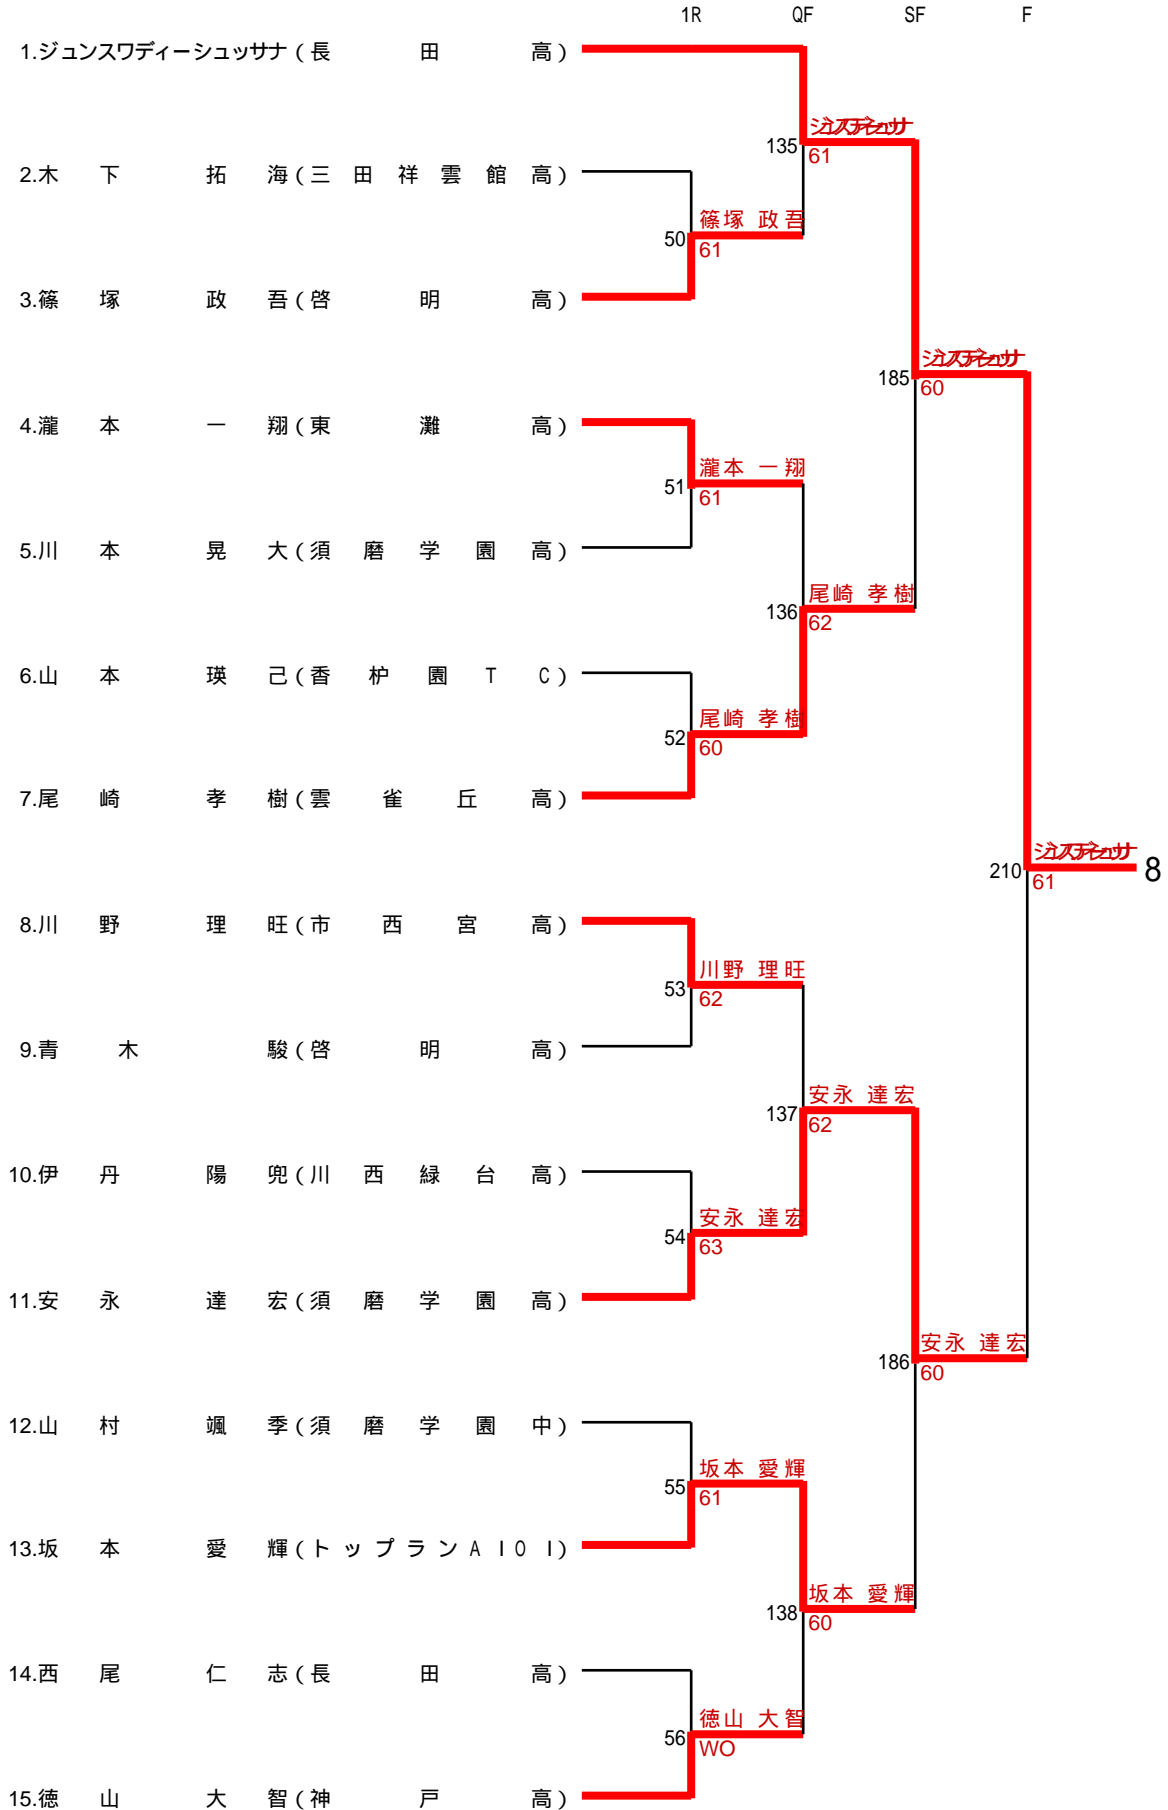 1R QF SF F
1.ジュンスワディーシュッサナ(長田高)
2.木下拓海(三田祥雲館高)
3.篠塚政吾(啓明高)
4.瀧本一翔(東灘高)
5.川本晃大(須磨学園高)
6.山本瑛己(香枦園TC)
7.尾崎孝樹(雲雀丘高)
8.川野理旺(市西宮高)
9.青木駿(啓明高)
10.伊丹陽兜(川西緑台高)
11.安永達宏(須磨学園高)
12.山村颯季(須磨学園中)
13.坂本愛輝(トップランAIOI)
14.西尾仁志(長田高)
15.徳山大智(神戸高)
50
篠塚 政吾
61
51
瀧本 一翔
61
52
尾崎 孝樹
60
53
川野 理旺
62
54
安永 達宏
63
55
坂本 愛輝
61
56
徳山 大智
WO
135
61
136
尾崎 孝樹
62
137
安永 達宏
62
138
坂本 愛輝
60
185
60
186
安永 達宏
60
210
61
8